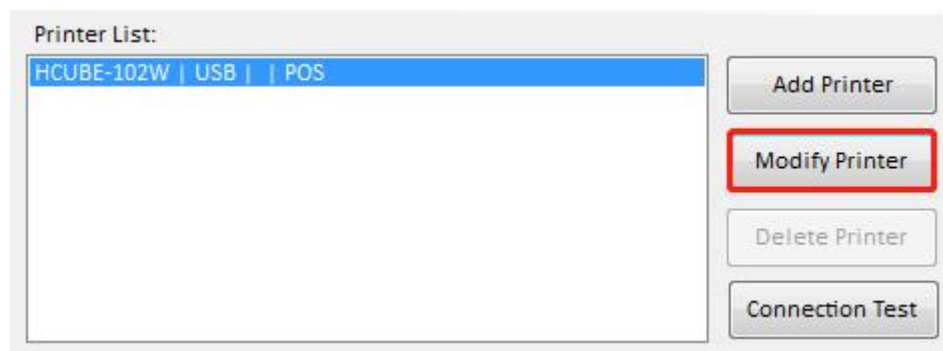 Printer List:
HCUBE-102W | USB | | POS
Add Printer
Modify Printer
Delete Printer
Connection Test